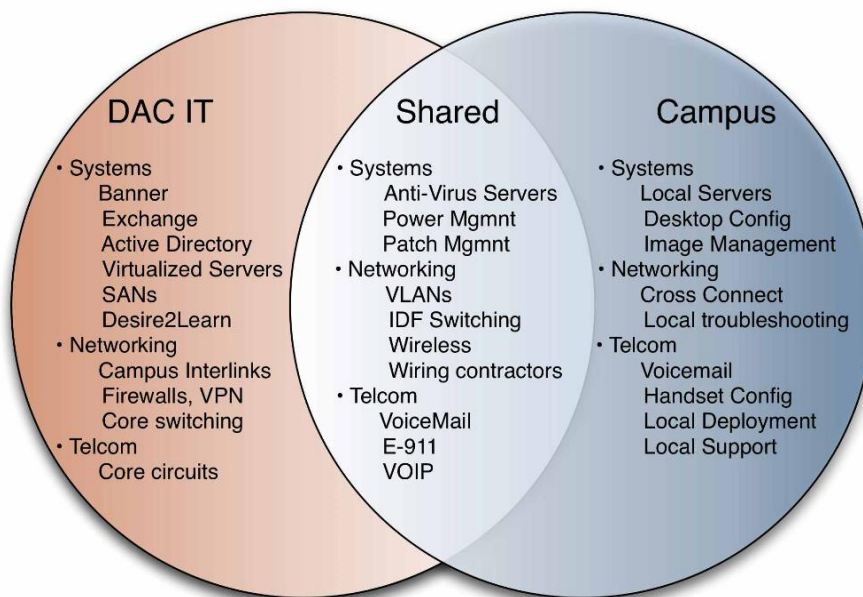 DAC IT
• Systems
Banner
Exchange
Active Directory
Virtualized Servers
SANs
Desire2Learn
• Networking
Campus Interlinks
Firewalls, VPN
Core switching
• Telcom
Core circuits
Shared
• Systems
Anti-Virus Servers
Power Mgmnt
Patch Mgmnt
• Networking
VLANs
IDF Switching
Wireless
Wiring contractors
• Telcom
VoiceMail
E-911
VOIP
Campus
• Systems
Local Servers
Desktop Config
Image Management
• Networking
Cross Connect
Local troubleshooting
• Telcom
Voicemail
Handset Config
Local Deployment
Local Support